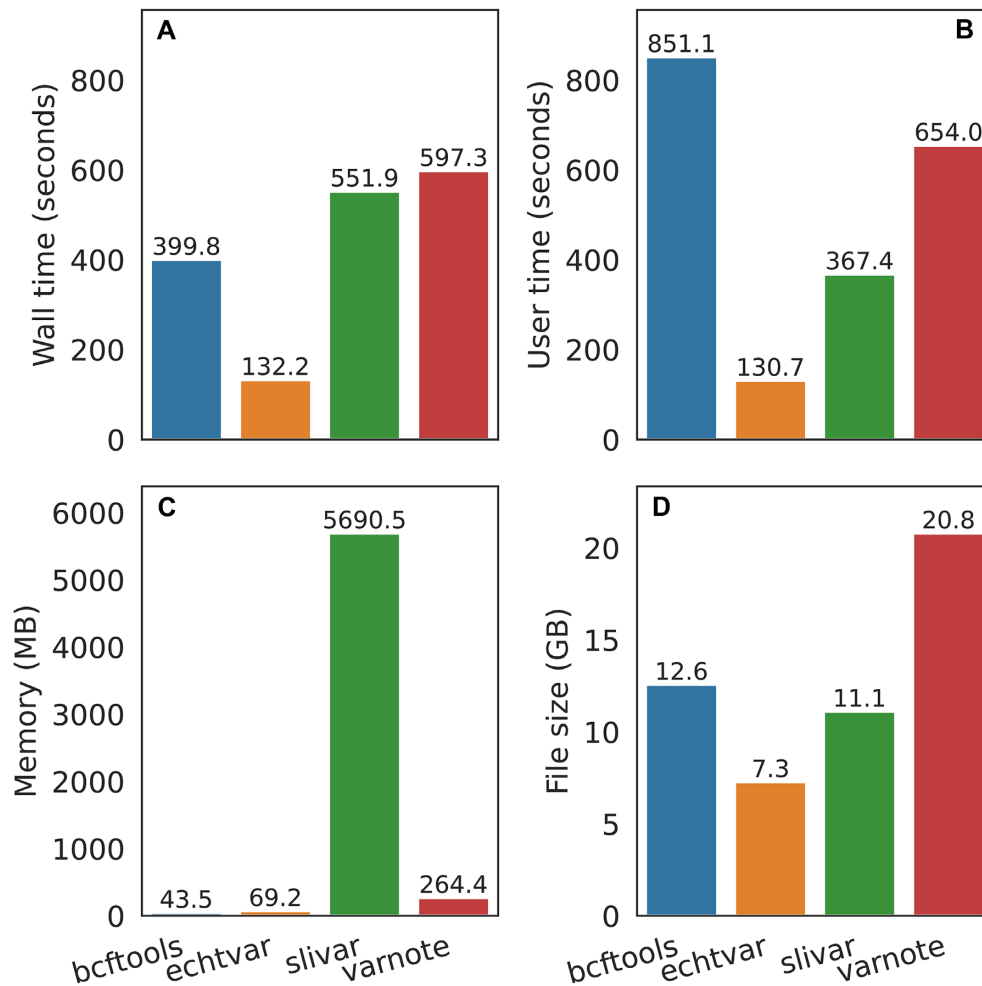 A
Wall time (seconds)
800
600
400
200
0
399.8
132.2
551.9
597.3
B
User time (seconds)
800
600
400
200
0
851.1
130.7
367.4
654.0
C
Memory (MB)
6000
5000
4000
3000
2000
1000
0
43.5
69.2
5690.5
264.4
bcftools
echtvar
slivar
varnote
D
File size (GB)
20
15
10
5
0
12.6
7.3
11.1
20.8
bcftools
echtvar
slivar
varnote